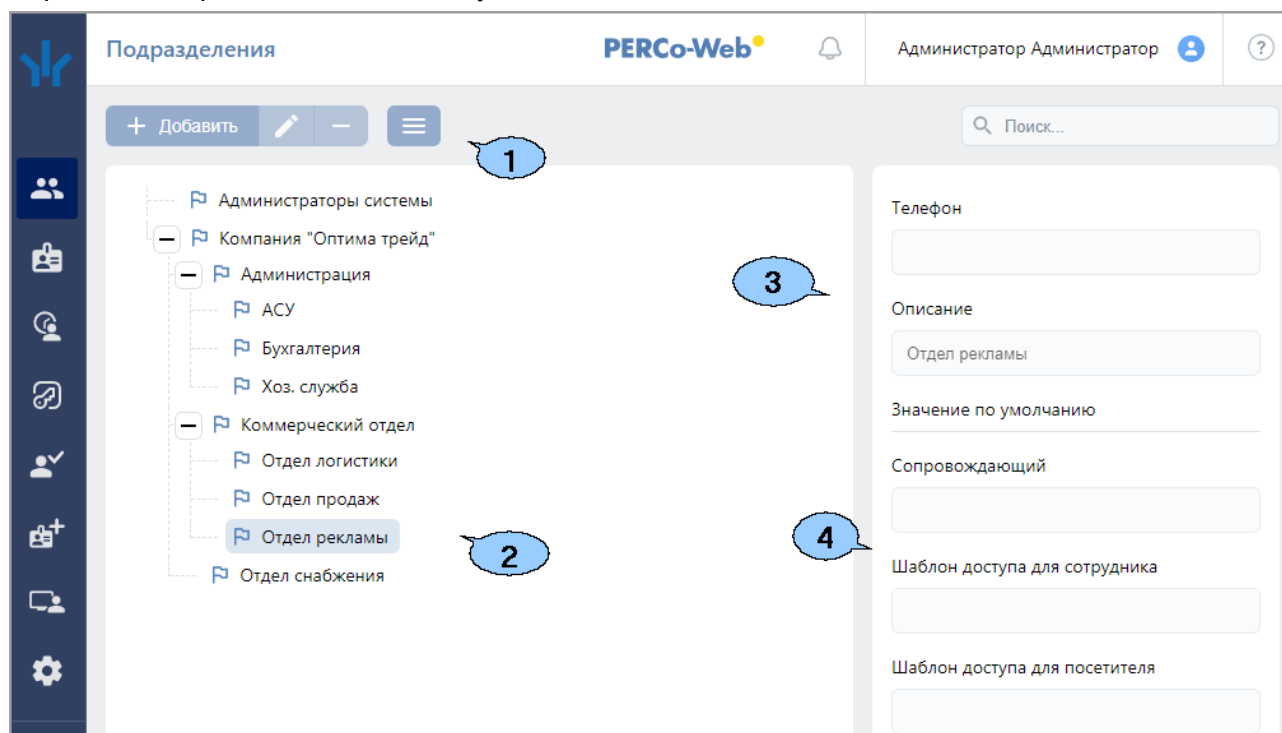 Подразделения
PERCo-Web
Администратор Администратор
?
+ Добавить
Поиск...
1
Администраторы системы
Компания "Оптима трейд"
Администрация
АСУ
Бухгалтерия
Хоз. служба
Коммерческий отдел
Отдел логистики
Отдел продаж
Отдел рекламы
Отдел снабжения
2
3
4
Телефон
Описание
Отдел рекламы
Значение по умолчанию
Сопровождающий
Шаблон доступа для сотрудника
Шаблон доступа для посетителя